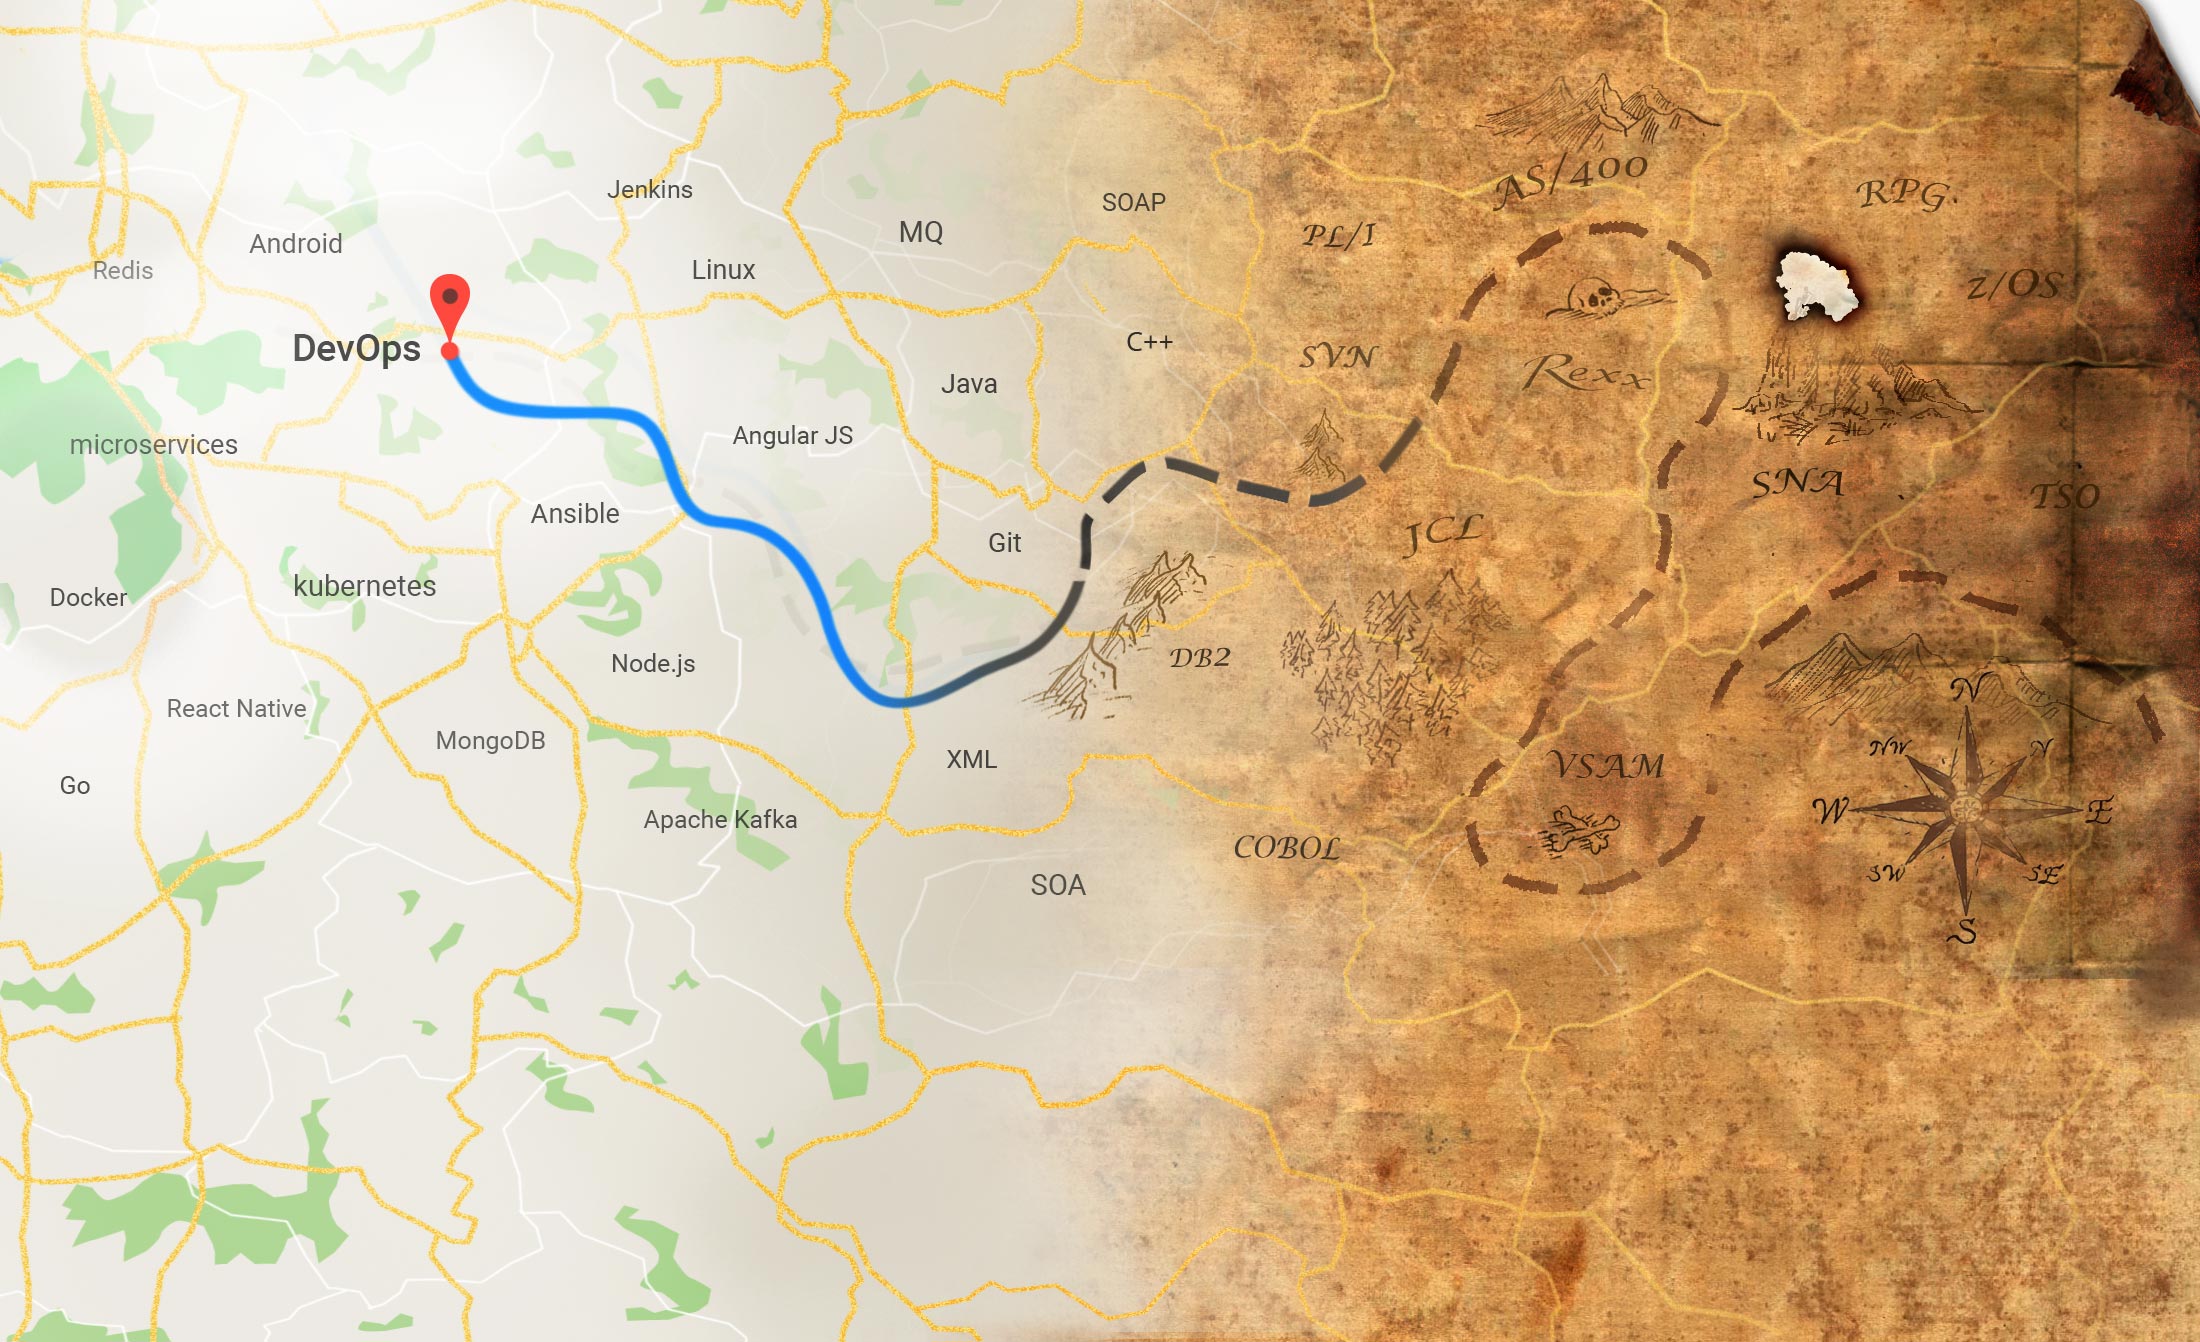 Jenkins
SOAP
AS/400
RPG.
MQ
PL/I
Android
Redis
Linux
z/OS
DevOps
C++
SVN
Rexx
Java
Angular JS
microservices
SNA
TSO
Ansible
Git
JCL
kubernetes
Docker
Node.js
DB2
React Native
MongoDB
XML
VSAM
Go
Apache Kafka
COBOL
SOA
N
NW
N
W
E
SW
SE
S